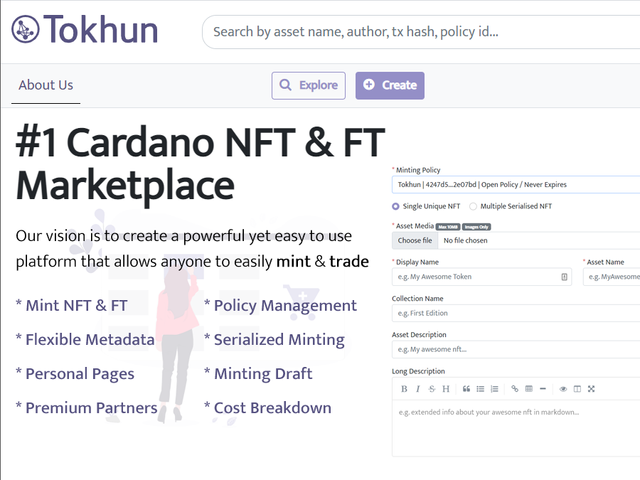 Tokhun
Search by asset name, author, tx hash, policy id...
About Us
Explore
Create
#1 Cardano NFT & FT
Marketplace
Our vision is to create a powerful yet easy to use
platform that allows anyone to easily mint & trade
* Mint NFT & FT
* Policy Management
* Flexible Metadata
* Serialized Minting
* Personal Pages
* Minting Draft
* Premium Partners
* Cost Breakdown
* Minting Policy
Tokhun | 4247d5...2e07bd | Open Policy / Never Expires
Single Unique NFT
Multiple Serialised NFT
* Asset Media Max 10MB Images Only
Choose file No file chosen
* Display Name
* Asset Name
e.g. My Awesome Token
e.g. MyAwesome
Collection Name
e.g. First Edition
Asset Description
e.g. My awesome nft...
Long Description
B I S H
e.g. extended info about your awesome nft in markdown...